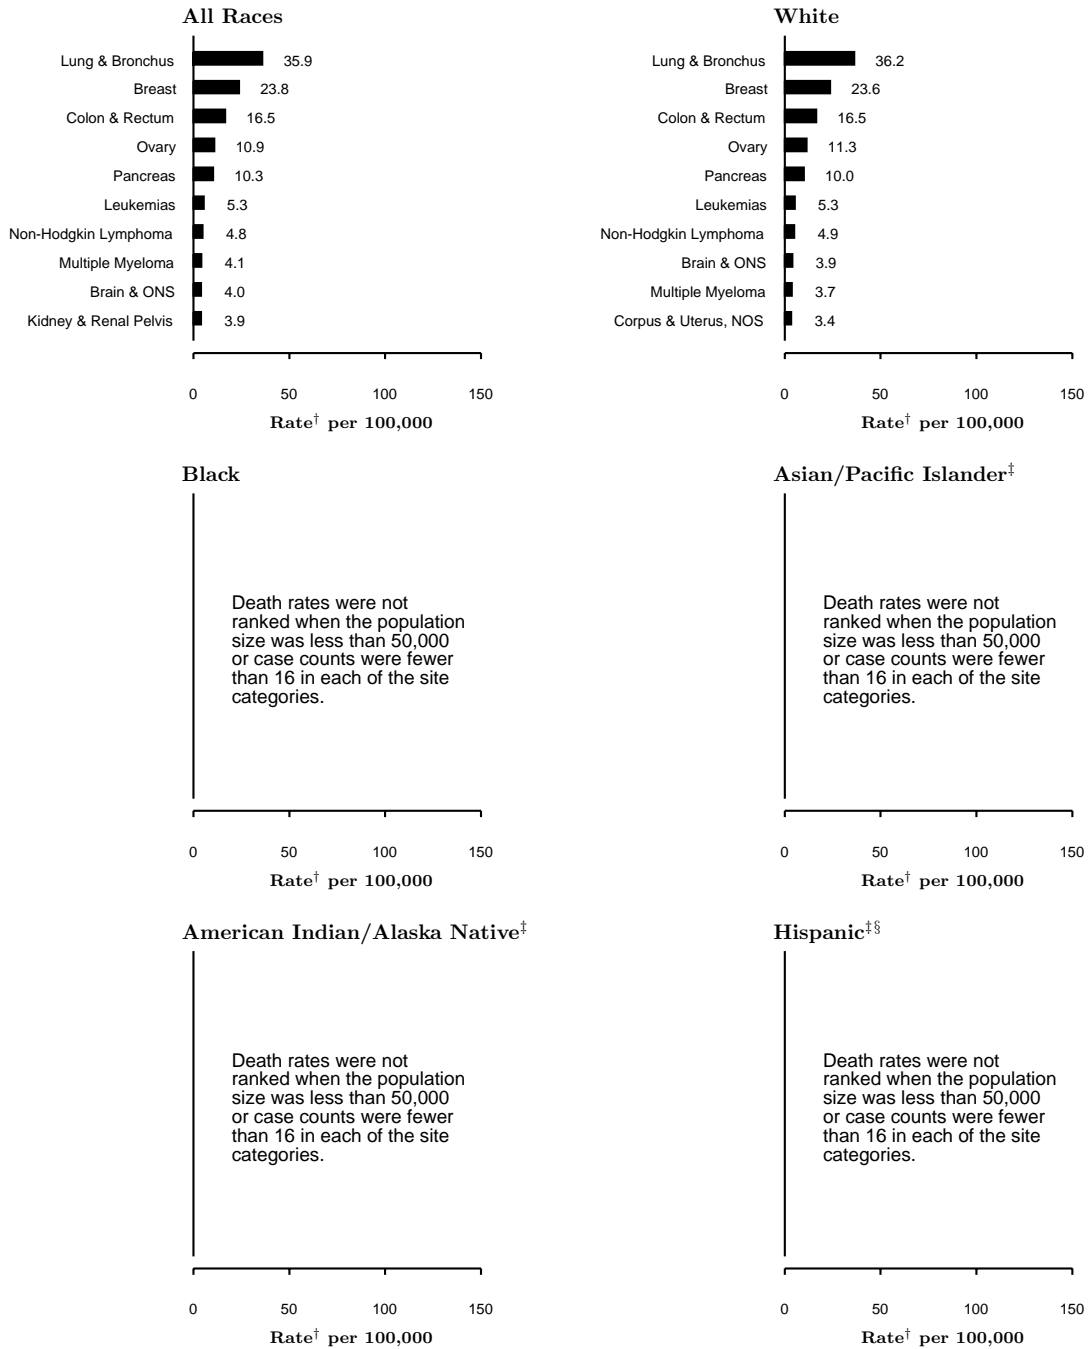 All Races
Lung & Bronchus 35.9
Breast 23.8
Colon & Rectum 16.5
Ovary 10.9
Pancreas 10.3
Leukemias 5.3
Non-Hodgkin Lymphoma 4.8
Multiple Myeloma 4.1
Brain & ONS 4.0
Kidney & Renal Pelvis 3.9
0 50 100 150
Rate† per 100,000
White
Lung & Bronchus 36.2
Breast 23.6
Colon & Rectum 16.5
Ovary 11.3
Pancreas 10.0
Leukemias 5.3
Non-Hodgkin Lymphoma 4.9
Brain & ONS 3.9
Multiple Myeloma 3.7
Corpus & Uterus, NOS 3.4
0 50 100 150
Rate† per 100,000
Black
Death rates were not
ranked when the population
size was less than 50,000
or case counts were fewer
than 16 in each of the site
categories.
0 50 100 150
Rate† per 100,000
Asian/Pacific Islander‡
Death rates were not
ranked when the population
size was less than 50,000
or case counts were fewer
than 16 in each of the site
categories.
0 50 100 150
Rate† per 100,000
American Indian/Alaska Native‡
Death rates were not
ranked when the population
size was less than 50,000
or case counts were fewer
than 16 in each of the site
categories.
0 50 100 150
Rate† per 100,000
Hispanic‡§
Death rates were not
ranked when the population
size was less than 50,000
or case counts were fewer
than 16 in each of the site
categories.
0 50 100 150
Rate† per 100,000